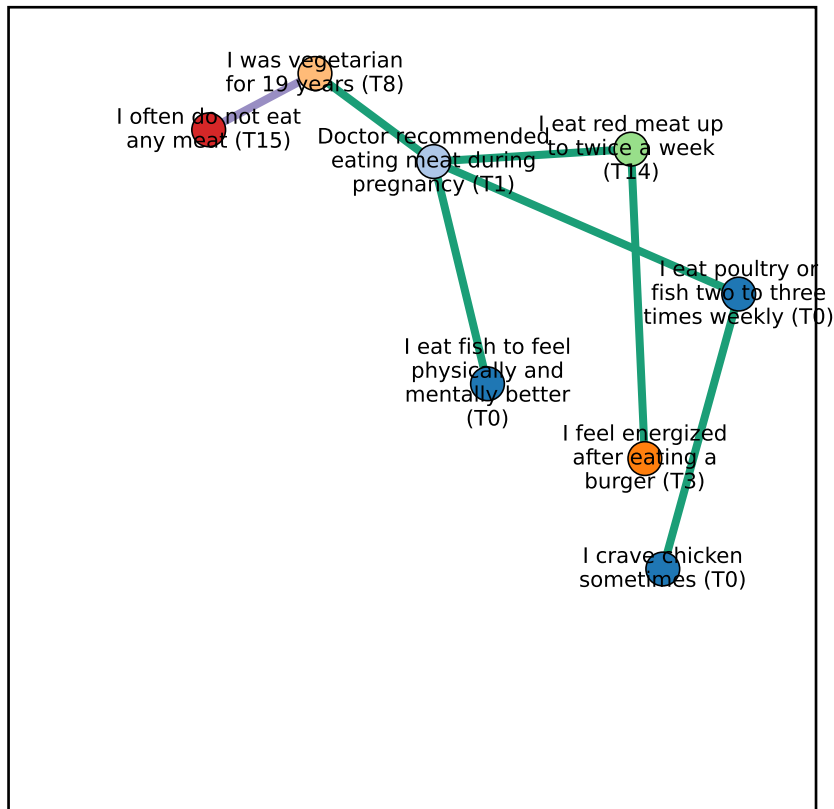 I was vegetarian
for 19 years (T8)
I often do not eat
any meat (T15)
Doctor recommended
eating meat during
pregnancy (T1)
I eat red meat up
to twice a week
(T14)
I eat poultry or
fish two to three
times weekly (T0)
I eat fish to feel
physically and
mentally better
(T0)
I feel energized
after eating a
burger (T3)
I crave chicken
sometimes (T0)